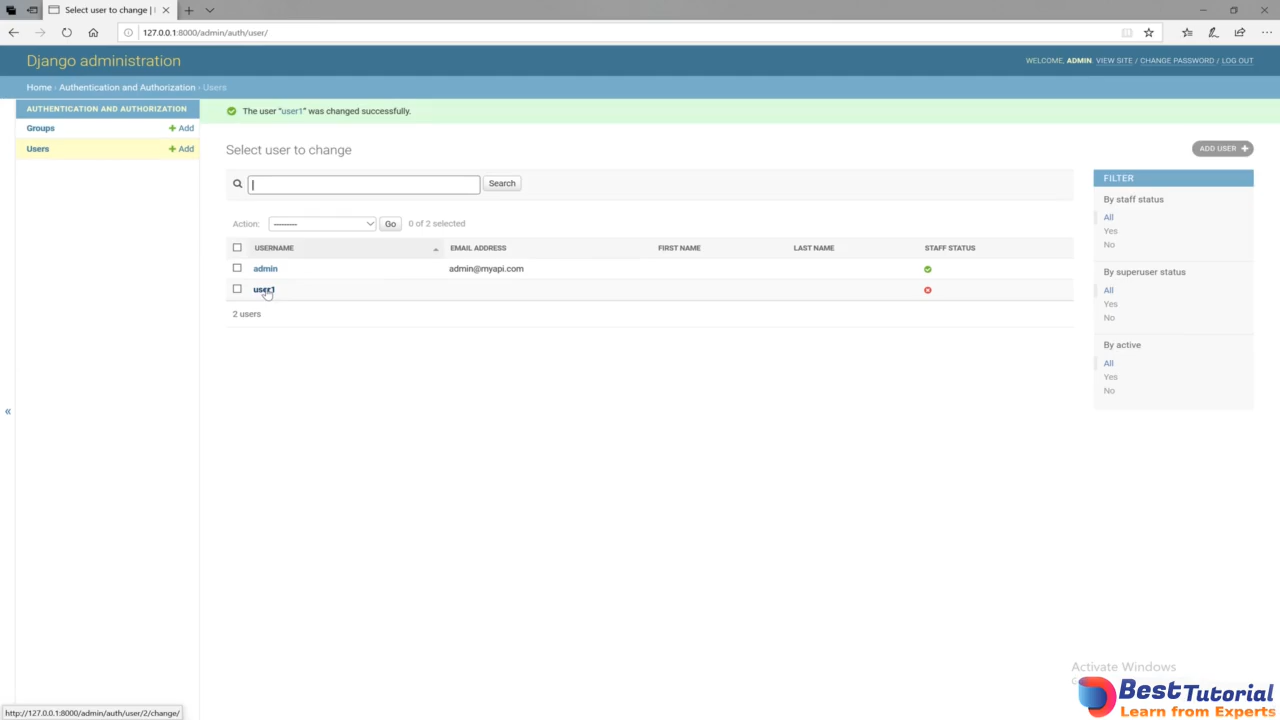 Select user to change |
127.0.0.1:8000/admin/auth/user/
Django administration
WELCOME, ADMIN. VIEW SITE / CHANGE PASSWORD / LOG OUT
Home › Authentication and Authorization › Users
AUTHENTICATION AND AUTHORIZATION
Groups + Add
Users + Add
The user "user1" was changed successfully.
Select user to change
ADD USER +
Search
Action: --------- Go 0 of 2 selected
USERNAME EMAIL ADDRESS FIRST NAME LAST NAME STAFF STATUS
admin admin@myapi.com
user1
2 users
FILTER
By staff status
All
Yes
No
By superuser status
All
Yes
No
By active
All
Yes
No
«
Activate Windows
BestTutorial
Learn from Experts
http://127.0.0.1:8000/admin/auth/user/2/change/